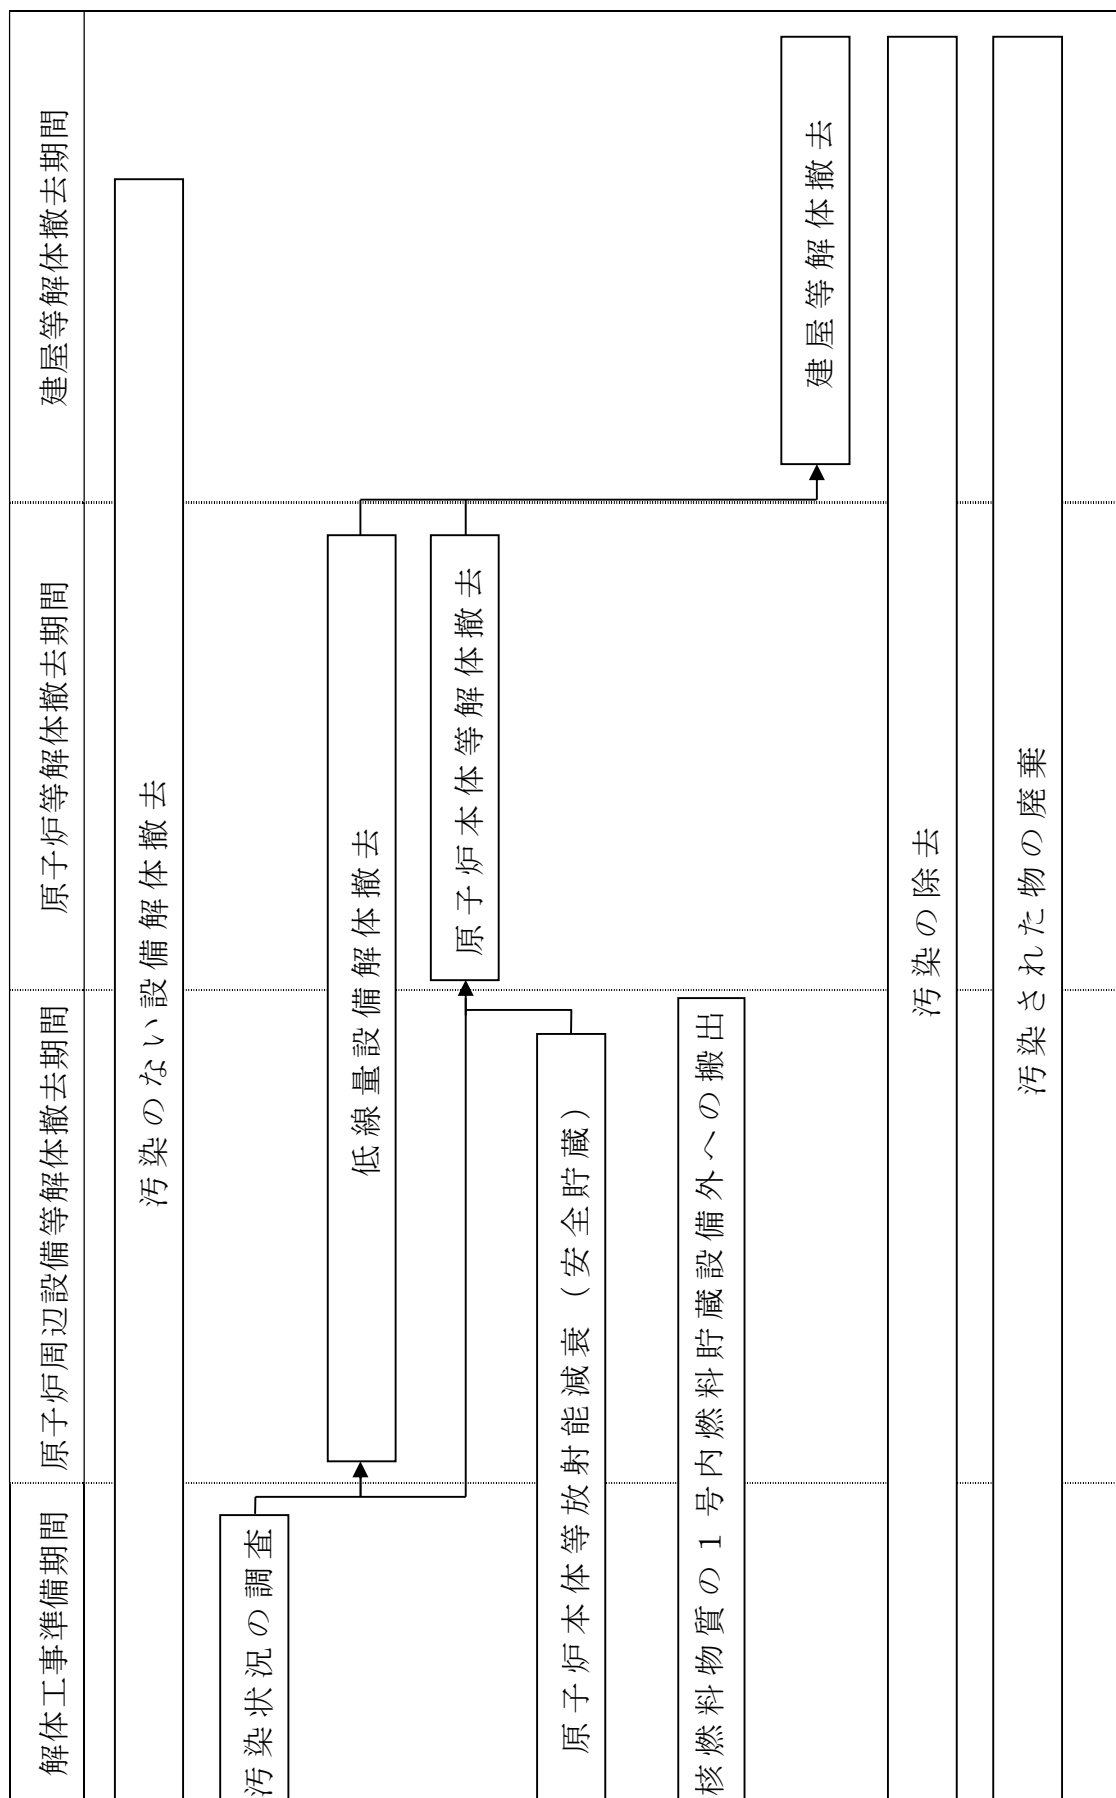 解体工事準備期間
原子炉周辺設備等解体撤去期間
原子炉等解体撤去期間
建屋等解体撤去期間
汚染のない設備解体撤去
汚染状況の調査
低線量設備解体撤去
原子炉本体等解体撤去
原子炉本体等放射能減衰（安全貯蔵）
核燃料物質の1号内燃料貯蔵設備外への搬出
建屋等解体撤去
汚染の除去
汚染された物の廃棄